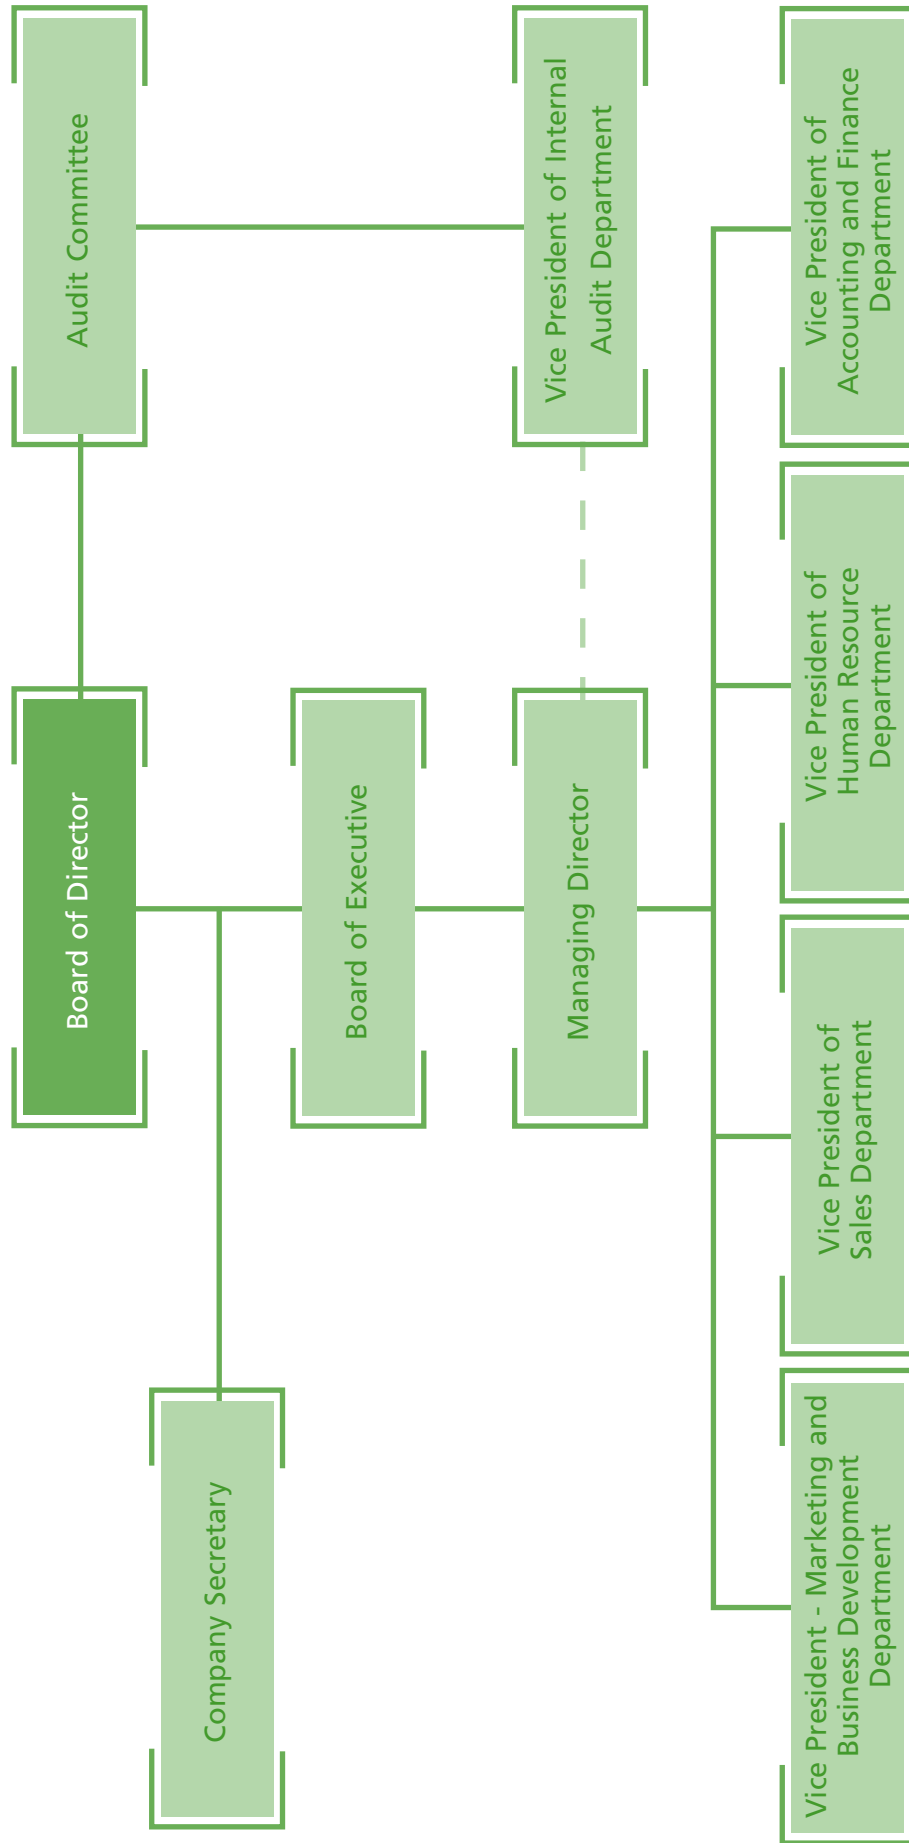 Board of Director
Audit Committee
Company Secretary
Board of Executive
Managing Director
Vice President of Internal
Audit Department
Vice President - Marketing and
Business Development
Department
Vice President of
Sales Department
Vice President of
Human Resource
Department
Vice President of
Accounting and Finance
Department